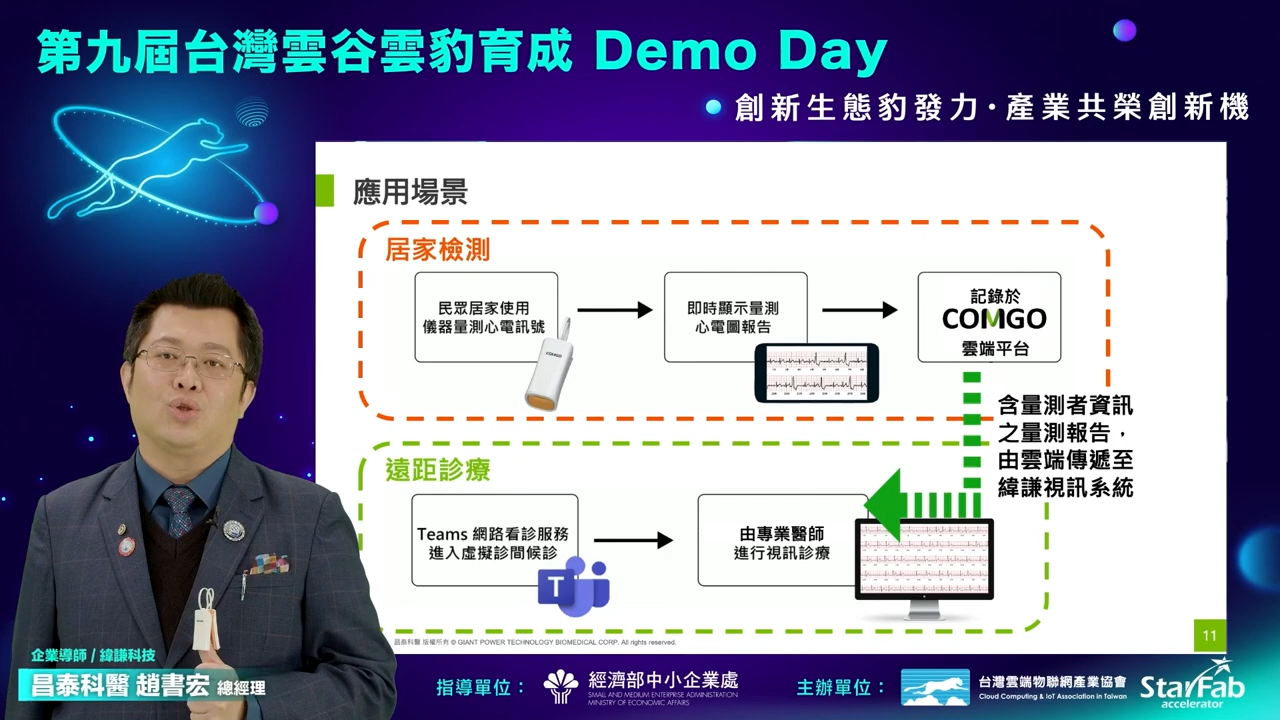 第九屆台灣雲谷雲豹育成 Demo Day
創新生態豹發力・產業共榮創新機
應用場景
居家檢測
民眾居家使用
儀器量測心電訊號
COMGO
即時顯示量測
心電圖報告
記錄於
COMGO
雲端平台
含量測者資訊
之量測報告，
由雲端傳遞至
緯謙視訊系統
遠距診療
Teams 網路看診服務
進入虛擬診間候診
T
由專業醫師
進行視訊診療
昌泰科醫 版權所有 © GIANT POWER TECHNOLOGY BIOMEDICAL CORP. All rights reserved.
11
企業導師 / 緯謙科技
昌泰科醫 趙書宏 總經理
指導單位：
經濟部中小企業處
SMALL AND MEDIUM ENTERPRISE ADMINISTRATION
MINISTRY OF ECONOMIC AFFAIRS
主辦單位：
台灣雲端物聯網產業協會
Cloud Computing & IoT Association in Taiwan
StarFab
accelerator